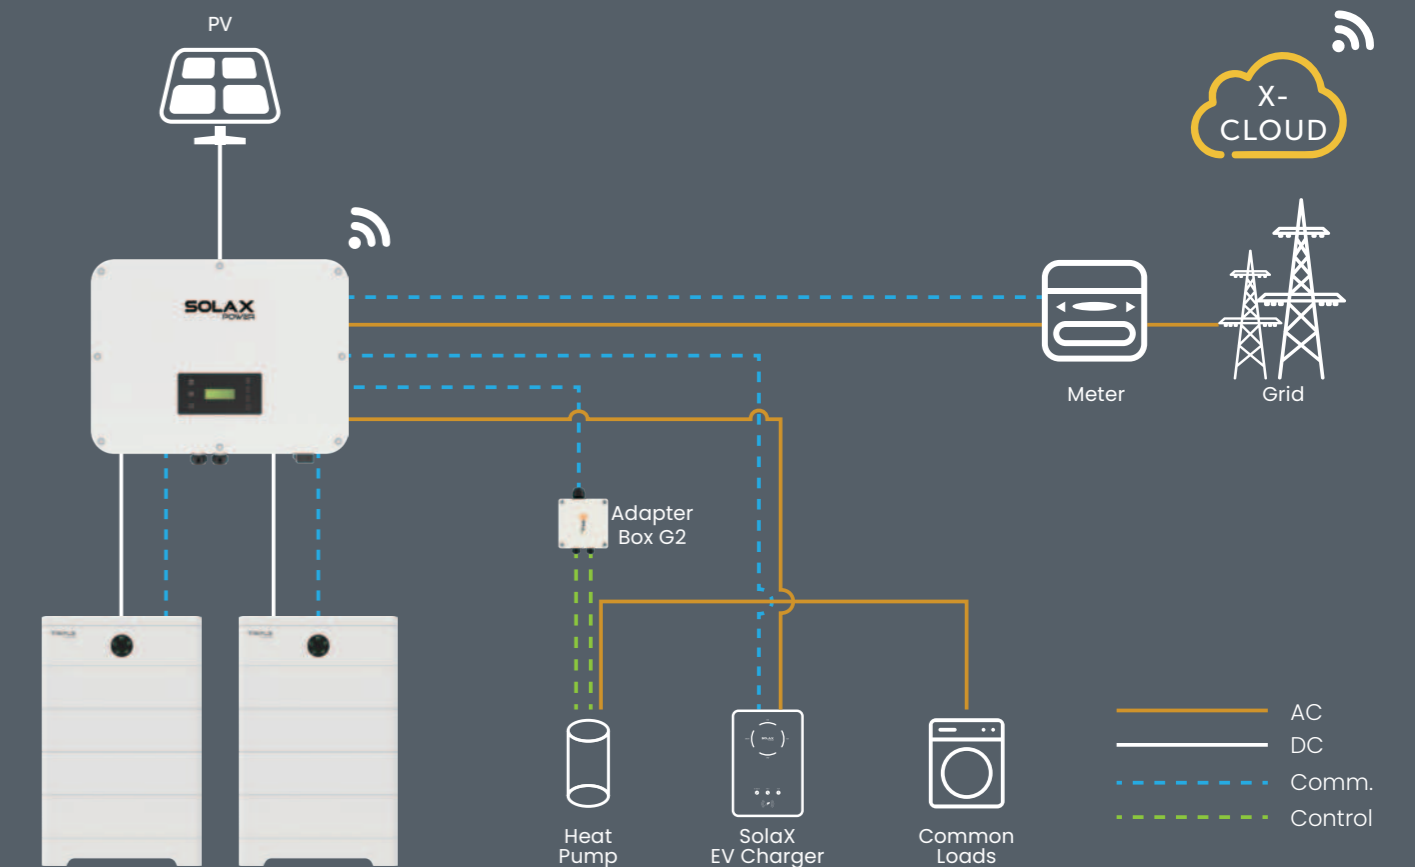 PV
X-
CLOUD
SOLAX
POWER
Meter
Grid
Adapter
Box G2
AC
DC
Comm.
Control
Heat
Pump
SolaX
EV Charger
Common
Loads